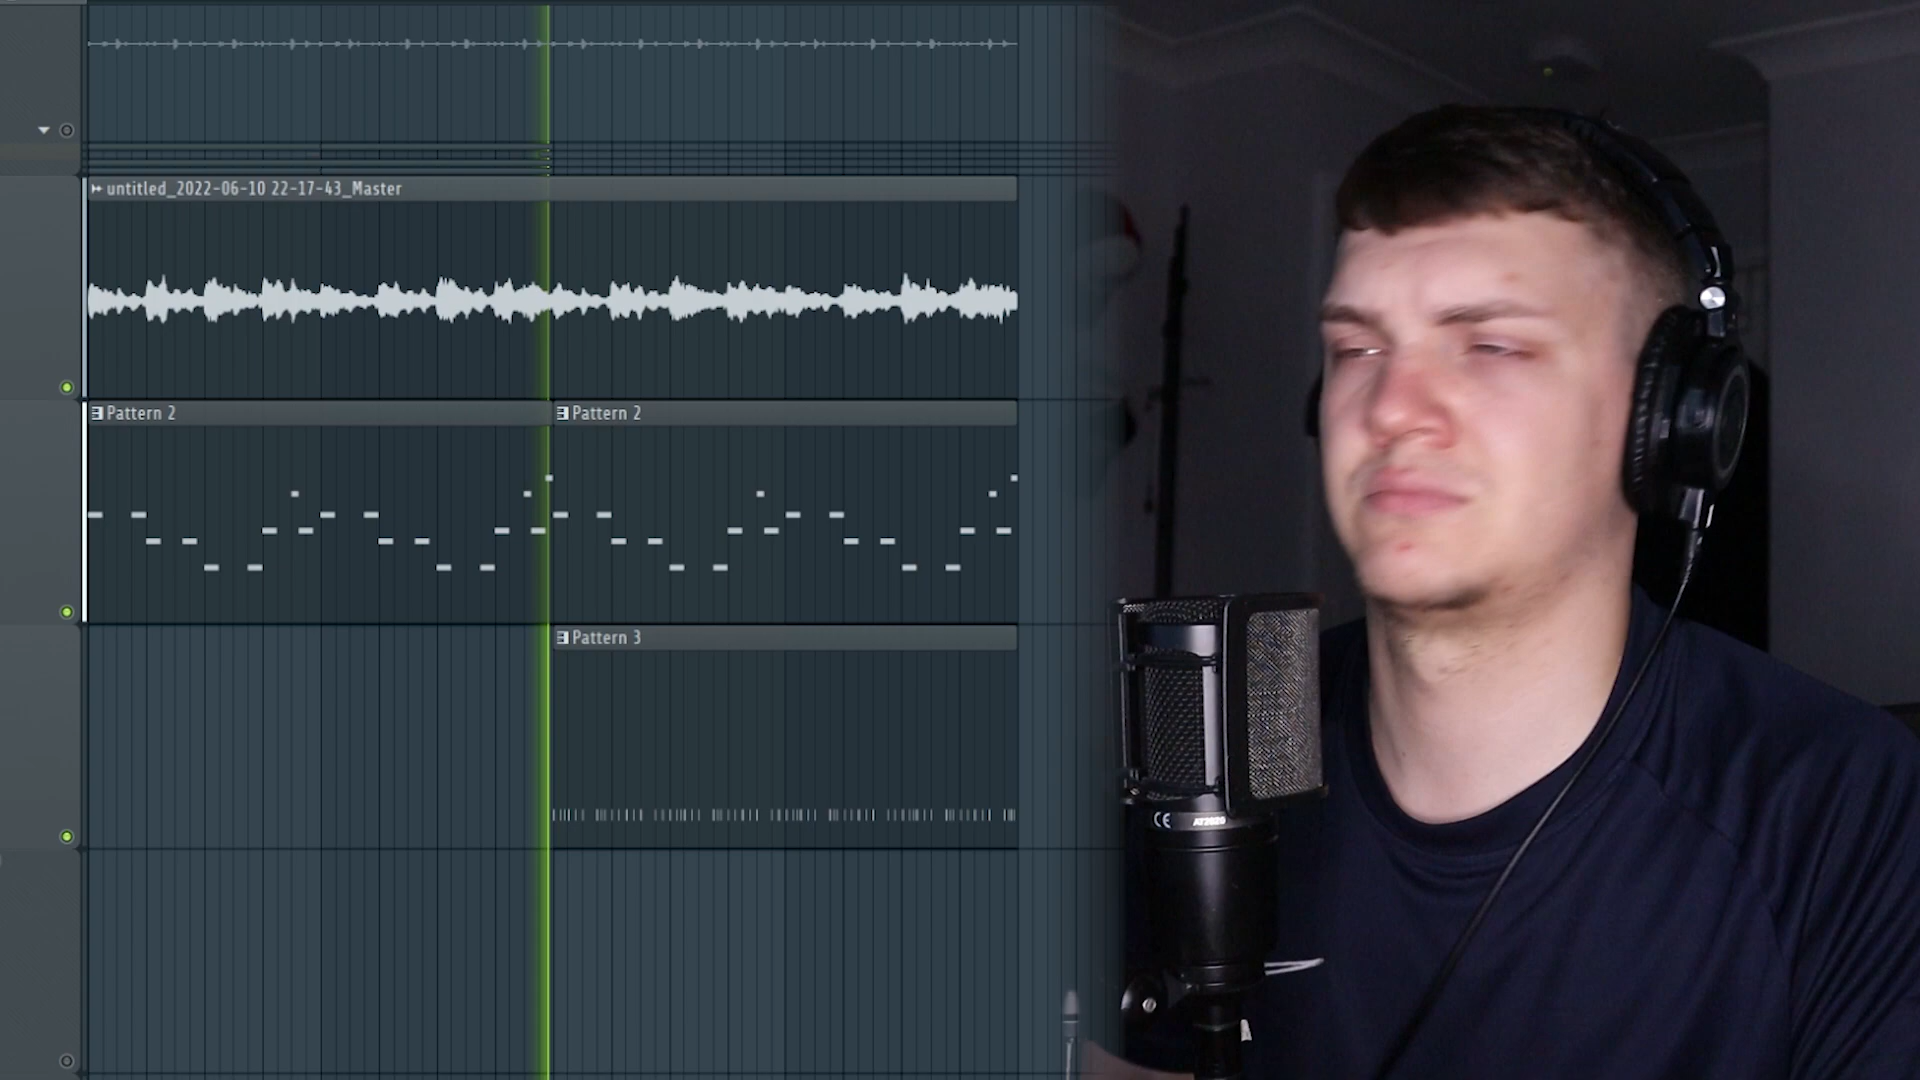 untitled_2022-06-10 22-17-43_Master
Pattern 2
Pattern 2
Pattern 3
CE AT2020